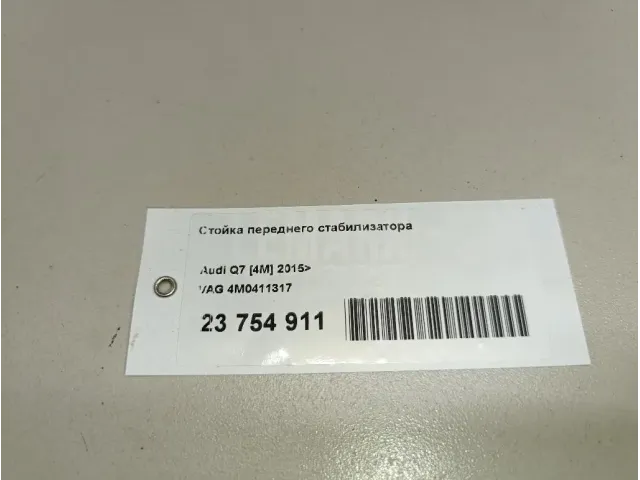 Стойка переднего стабилизатора
Audi Q7 [4M] 2015>
VAG 4M0411317
23 754 911